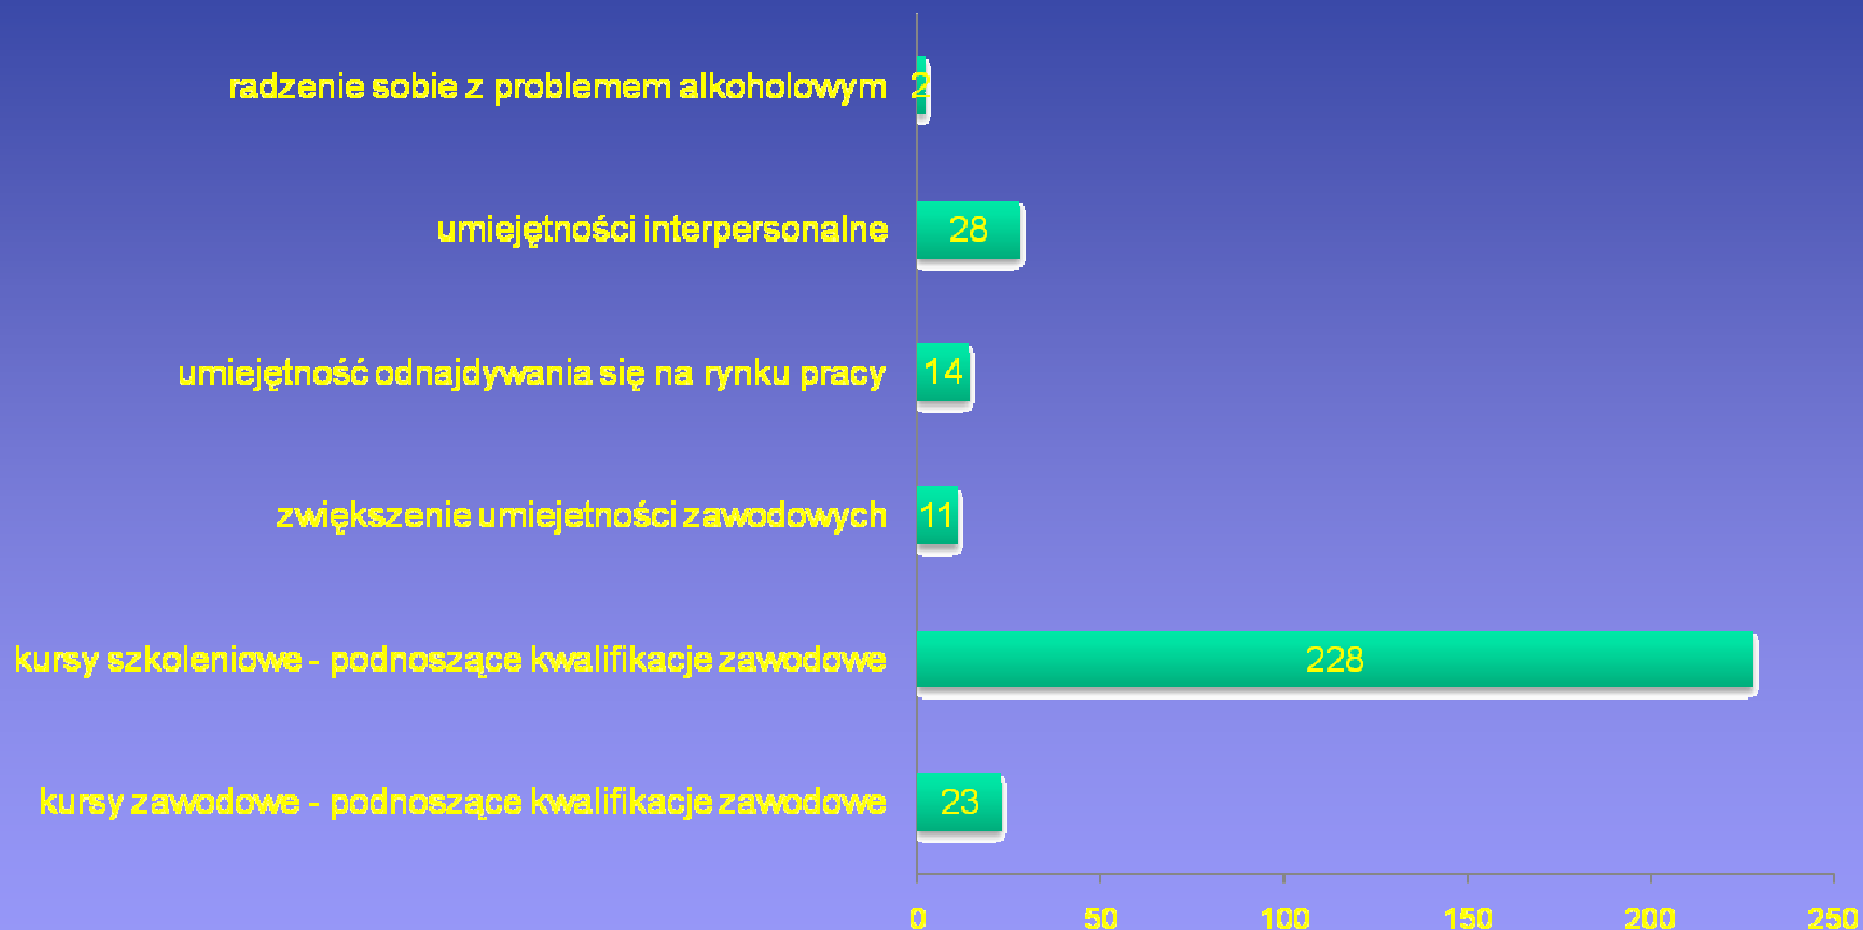 radzenie sobie z problemem alkoholowym 2
umiejętności interpersonalne 28
umiejętność odnajdywania się na rynku pracy 14
zwiększenie umiejetności zawodowych 11
kursy szkoleniowe - podnoszące kwalifikacje zawodowe 228
kursy zawodowe - podnoszące kwalifikacje zawodowe 23
0 50 100 150 200 250